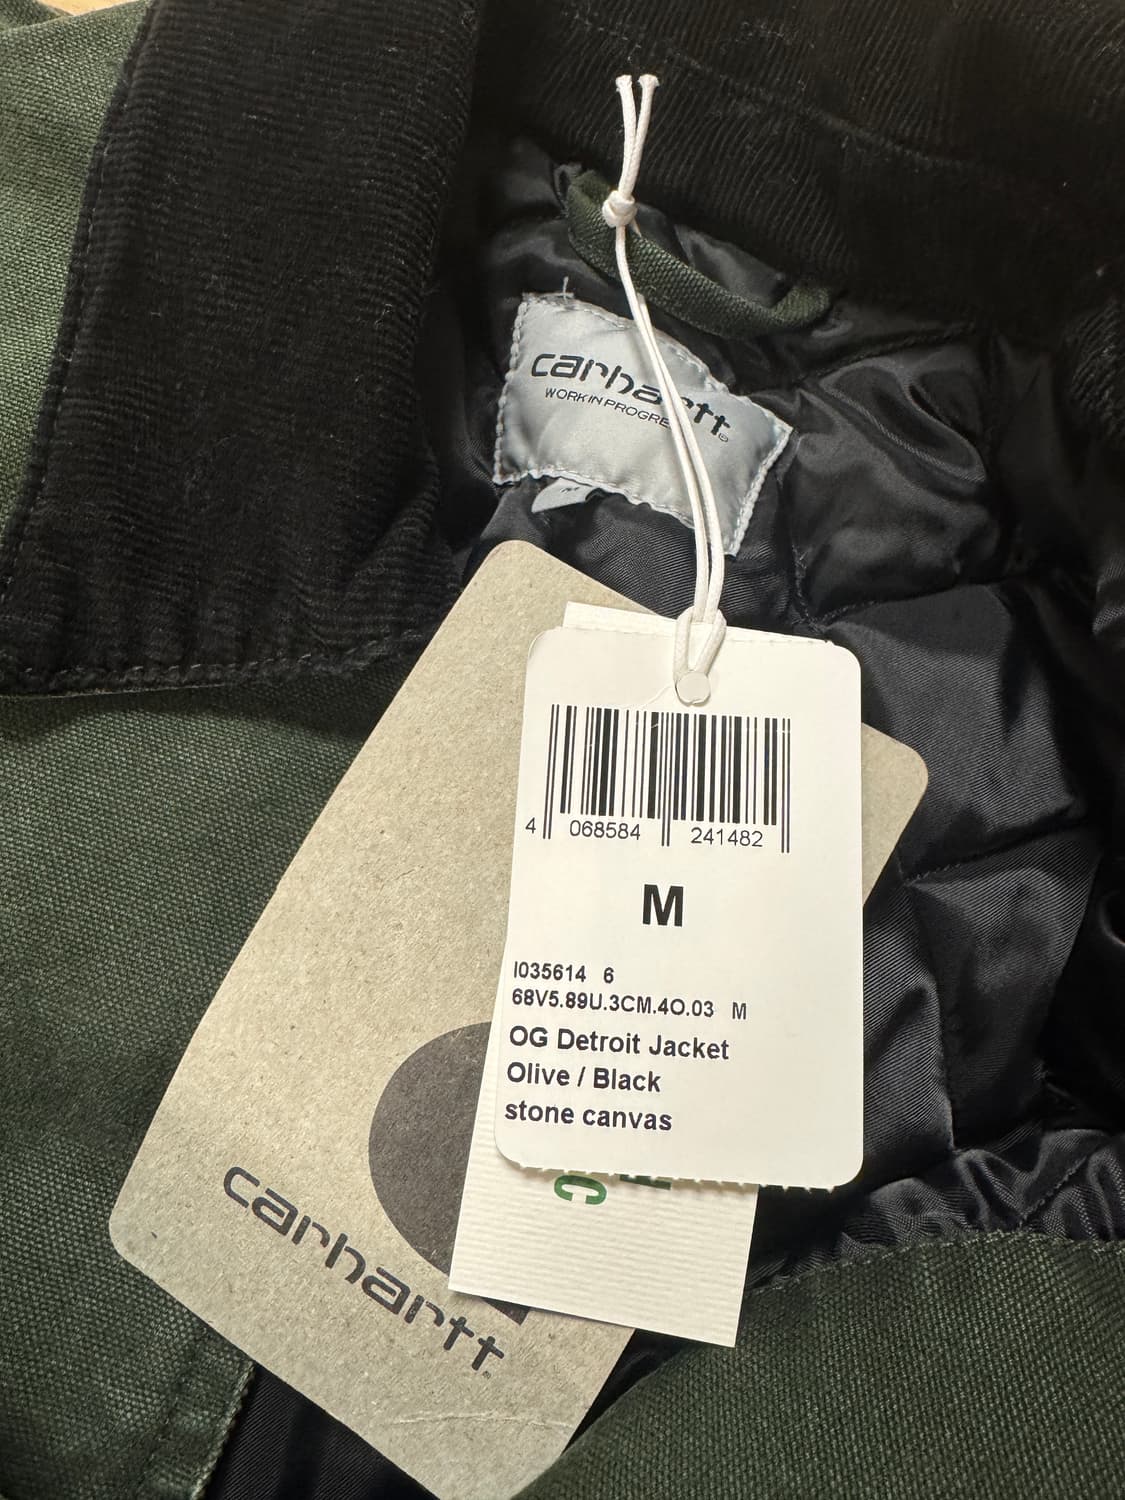 carhartt
WORK IN PROGRE
M
4 068584 241482
M
I035614 6
68V5.89U.3CM.4O.03 M
OG Detroit Jacket
Olive / Black
stone canvas
C
carhartt